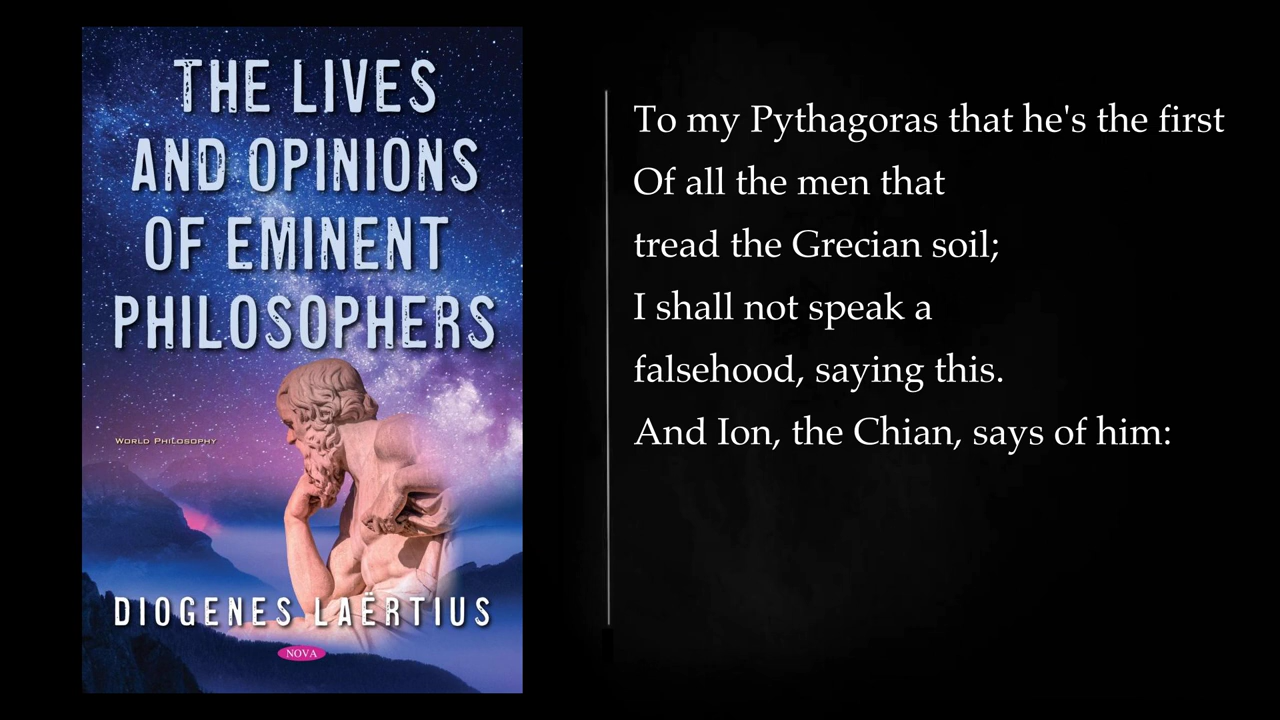 THE LIVES
AND OPINIONS
OF EMINENT
PHILOSOPHERS
WORLD PHILOSOPHY
DIOGENES LAËRTIUS
NOVA
To my Pythagoras that he's the first
Of all the men that
tread the Grecian soil;
I shall not speak a
falsehood, saying this.
And Ion, the Chian, says of him: